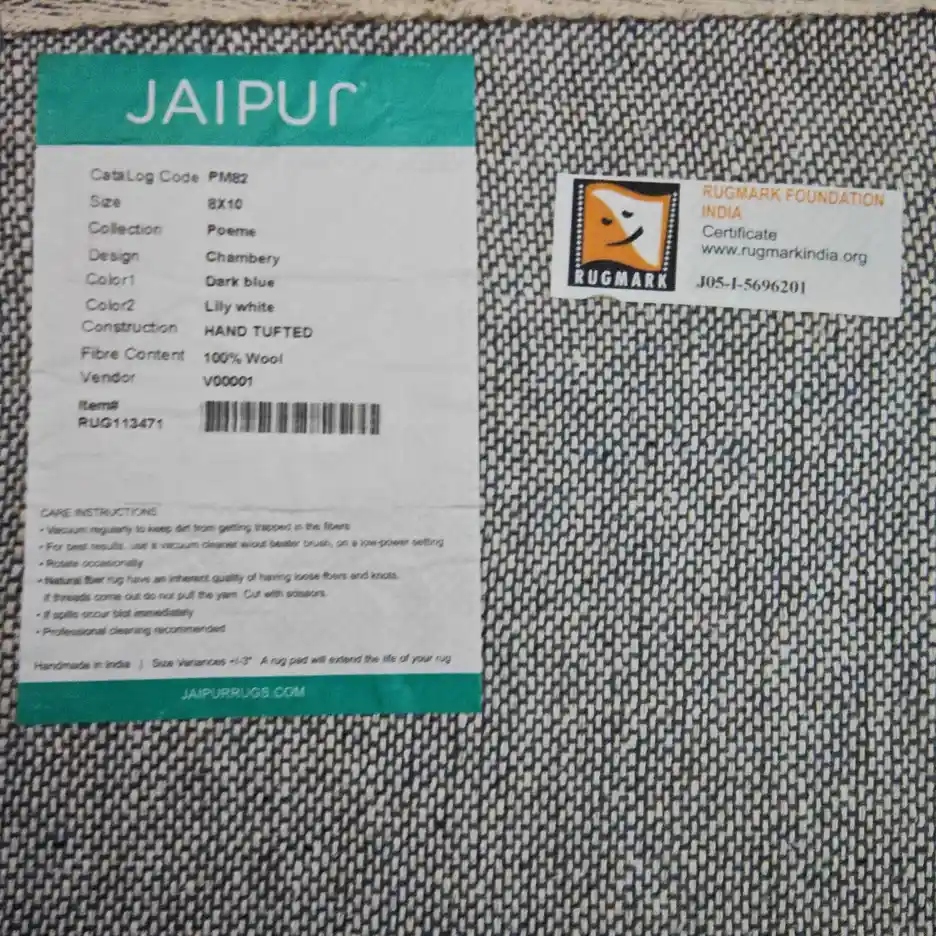 JAIPUR
CataLog Code PM82
Size 8X10
Collection Poeme
Design Chambery
Color1 Dark blue
Color2 Lily white
Construction HAND TUFTED
Fibre Content 100% Wool
Vendor V00001
Item#
RUG113471
CARE INSTRUCTIONS
• Vacuum regularly to keep dirt from getting trapped in the fibers
• For best results, use a vacuum cleaner w/out beater brush, on a low-power setting
• Rotate occasionally
• Natural fiber rug have an inherent quality of having loose fibers and knots.
If threads come out do not pull the yarn. Cut with scissors.
• If spills occur blot immediately
• Professional cleaning recommended
Handmade in India | Size Variances +/-3" A rug pad will extend the life of your rug
JAIPURRUGS.COM
RUGMARK
RUGMARK FOUNDATION
INDIA
Certificate
www.rugmarkindia.org
J05-I-5696201